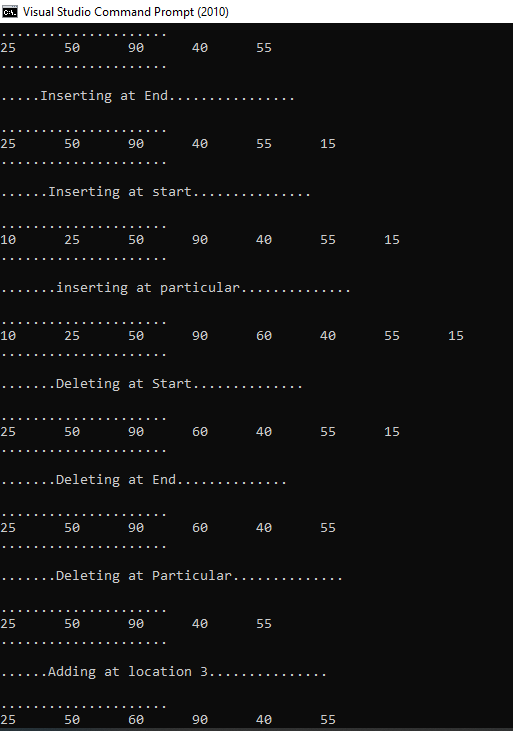 Visual Studio Command Prompt (2010)
.....................
25 50 90 40 55
.....................
.....Inserting at End................
.....................
25 50 90 40 55 15
.....................
......Inserting at start...............
.....................
10 25 50 90 40 55 15
.....................
.......inserting at particular..............
.....................
10 25 50 90 60 40 55 15
.....................
.......Deleting at Start..............
.....................
25 50 90 60 40 55 15
.....................
.......Deleting at End..............
.....................
25 50 90 60 40 55
.....................
.......Deleting at Particular..............
.....................
25 50 90 40 55
.....................
......Adding at location 3...............
.....................
25 50 60 90 40 55